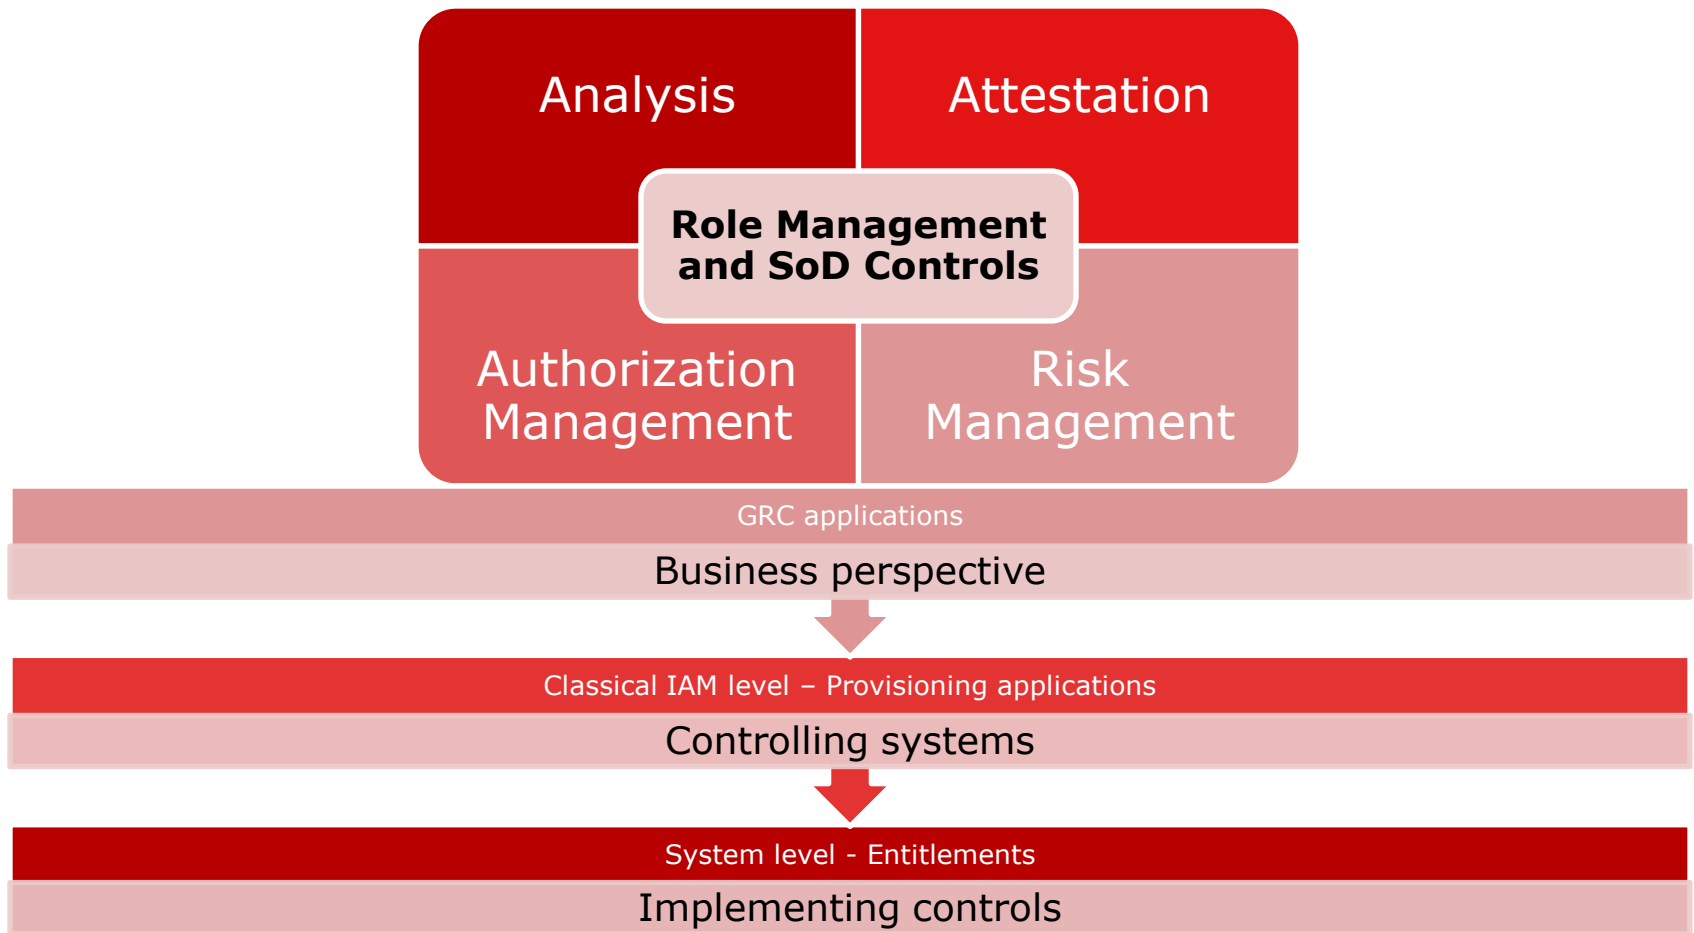 Analysis
Attestation
Role Management
and SoD Controls
Authorization
Management
Risk
Management
GRC applications
Business perspective
Classical IAM level – Provisioning applications
Controlling systems
System level - Entitlements
Implementing controls